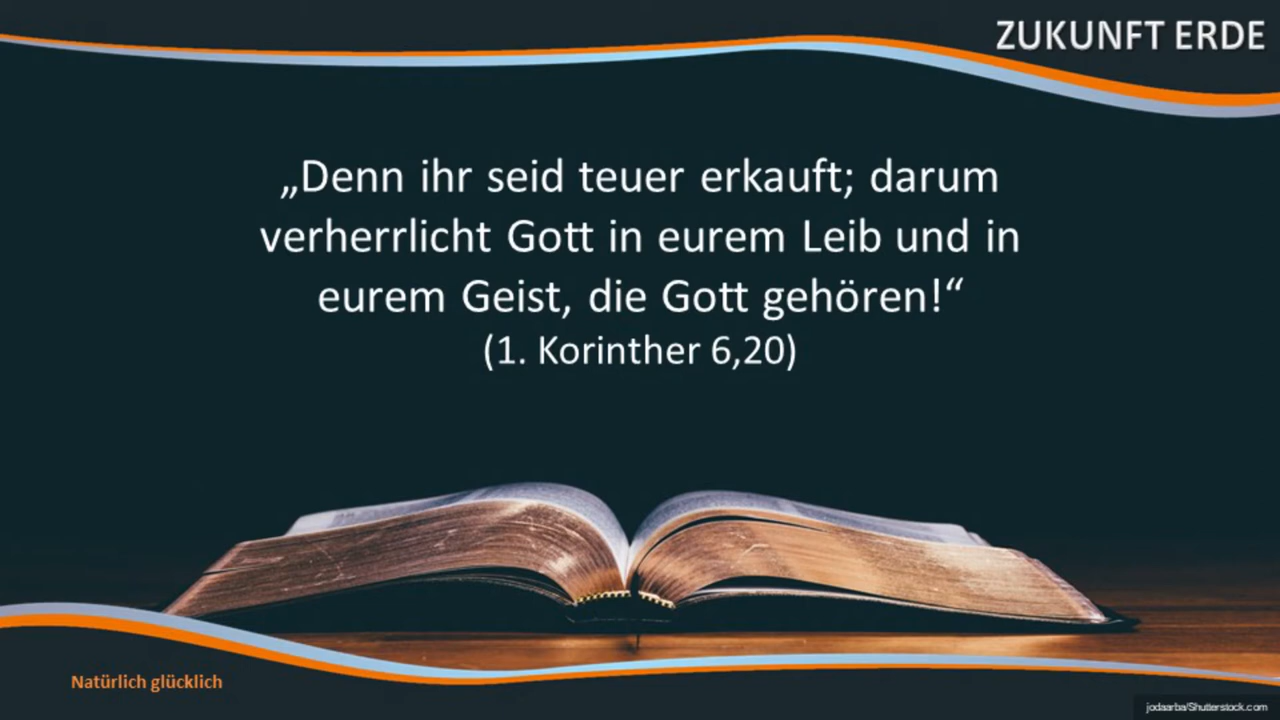 ZUKUNFT ERDE
„Denn ihr seid teuer erkauft; darum
verherrlicht Gott in eurem Leib und in
eurem Geist, die Gott gehören!“
(1. Korinther 6,20)
Natürlich glücklich
jodaarba/Shutterstock.com